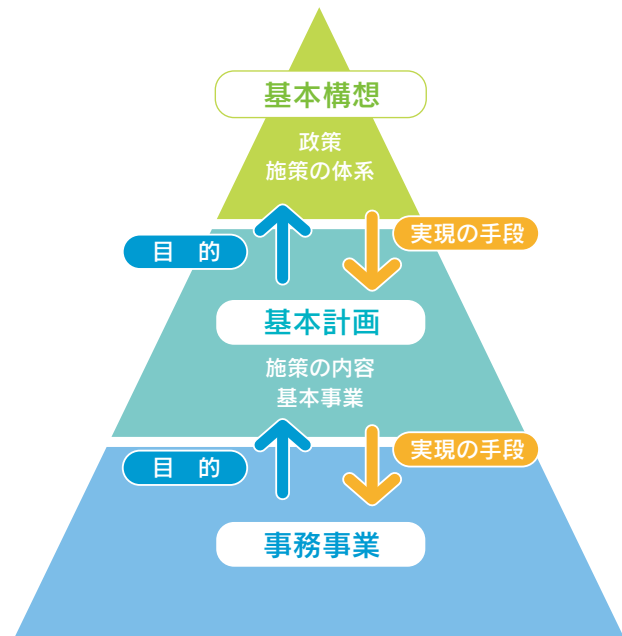 基本構想
政策
施策の体系
目　的
実現の手段
基本計画
施策の内容
基本事業
目　的
実現の手段
事務事業